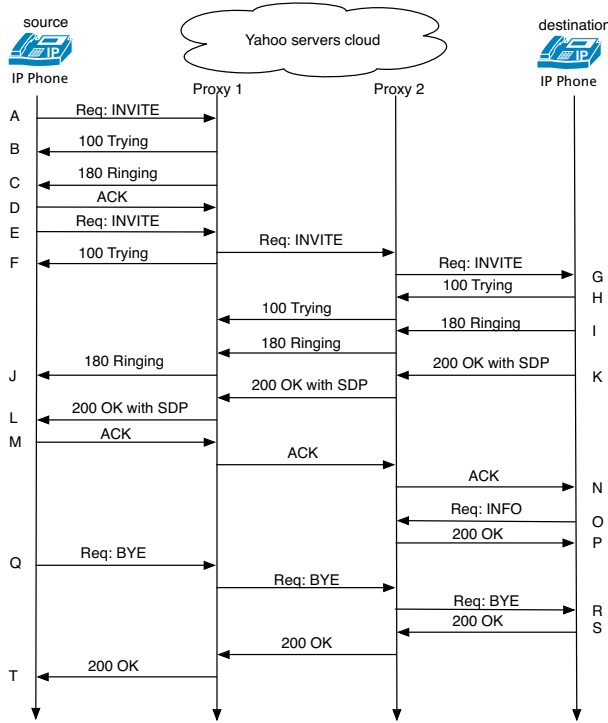 source
Yahoo servers cloud
destination
IP
IP
IP Phone
IP Phone
Proxy 1
Proxy 2
A
Req: INVITE
B
100 Trying
C
180 Ringing
D
ACK
E
Req: INVITE
Req: INVITE
F
100 Trying
Req: INVITE
G
100 Trying
H
100 Trying
180 Ringing
I
180 Ringing
J
180 Ringing
200 OK with SDP
K
200 OK with SDP
L
200 OK with SDP
M
ACK
ACK
ACK
N
Req: INFO
O
200 OK
P
Q
Req: BYE
Req: BYE
Req: BYE
R
200 OK
S
200 OK
T
200 OK